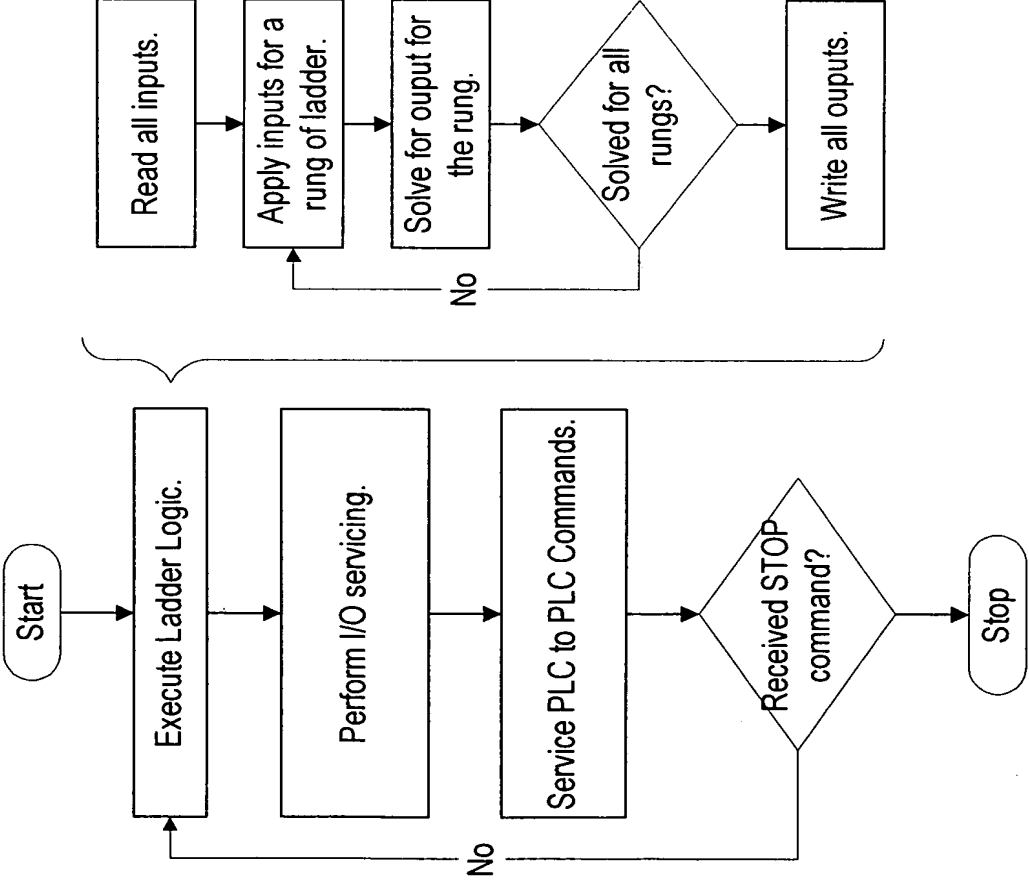 Start
Execute Ladder Logic.
Perform I/O servicing.
Service PLC to PLC Commands.
Received STOP
command?
No
Stop
Read all inputs.
Apply inputs for a
rung of ladder.
Solve for ouput for
the rung.
Solved for all
rungs?
No
Write all ouputs.